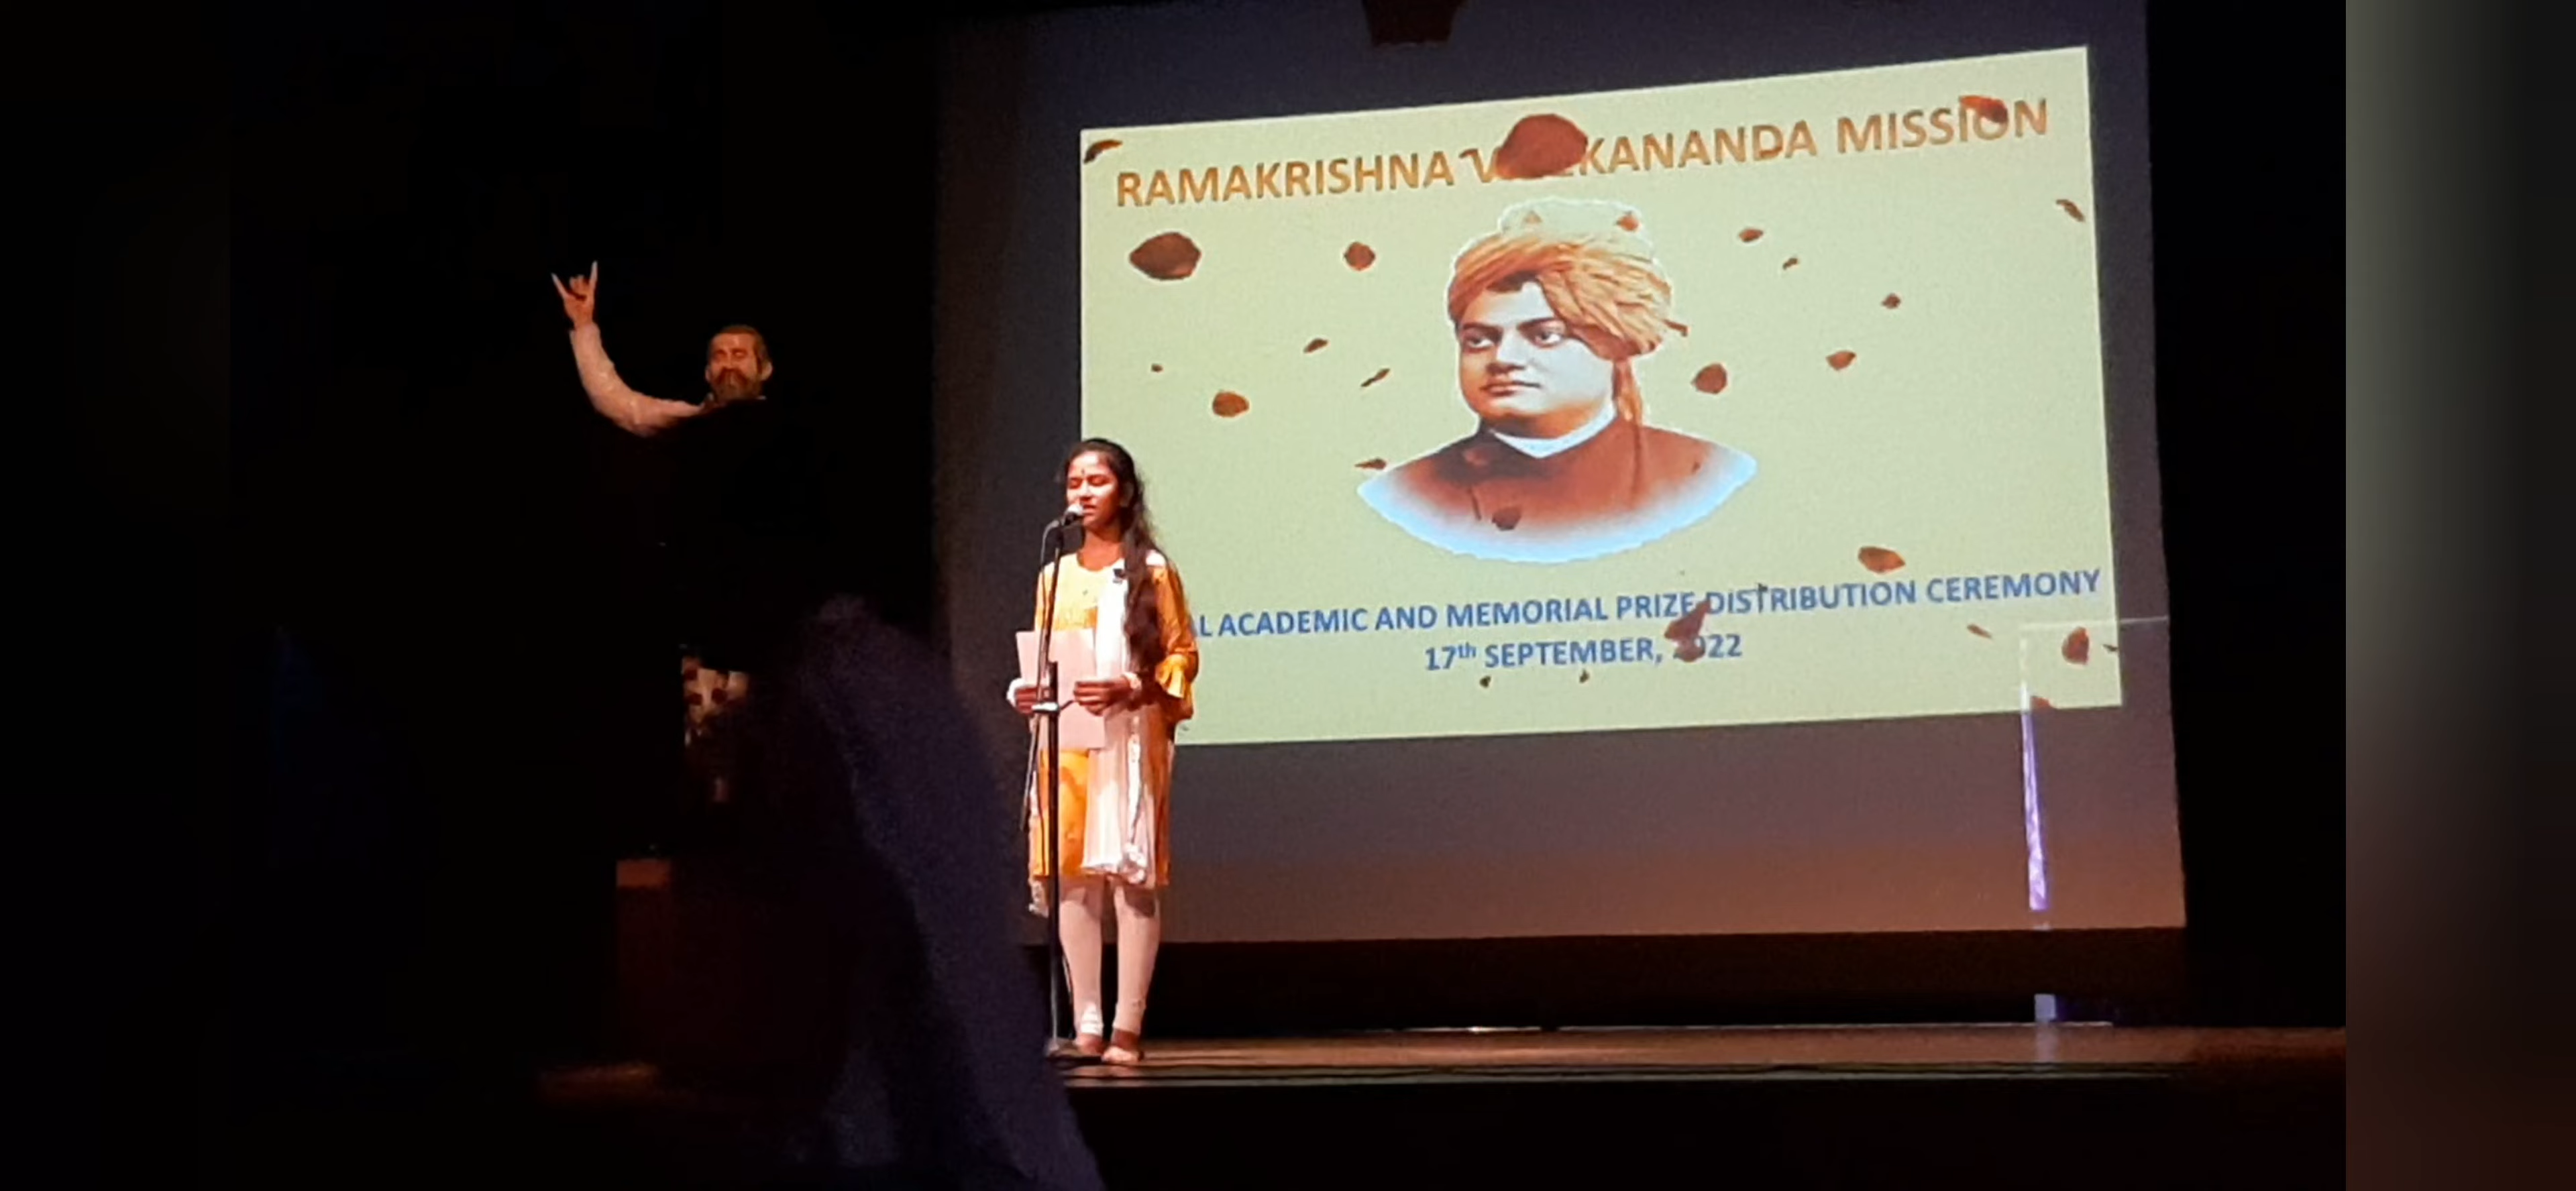 RAMAKRISHNA MISSION
ACADEMIC AND MEMORIAL PRIZE DISTRIBUTION CEREMONY
17th SEPTEMBER,